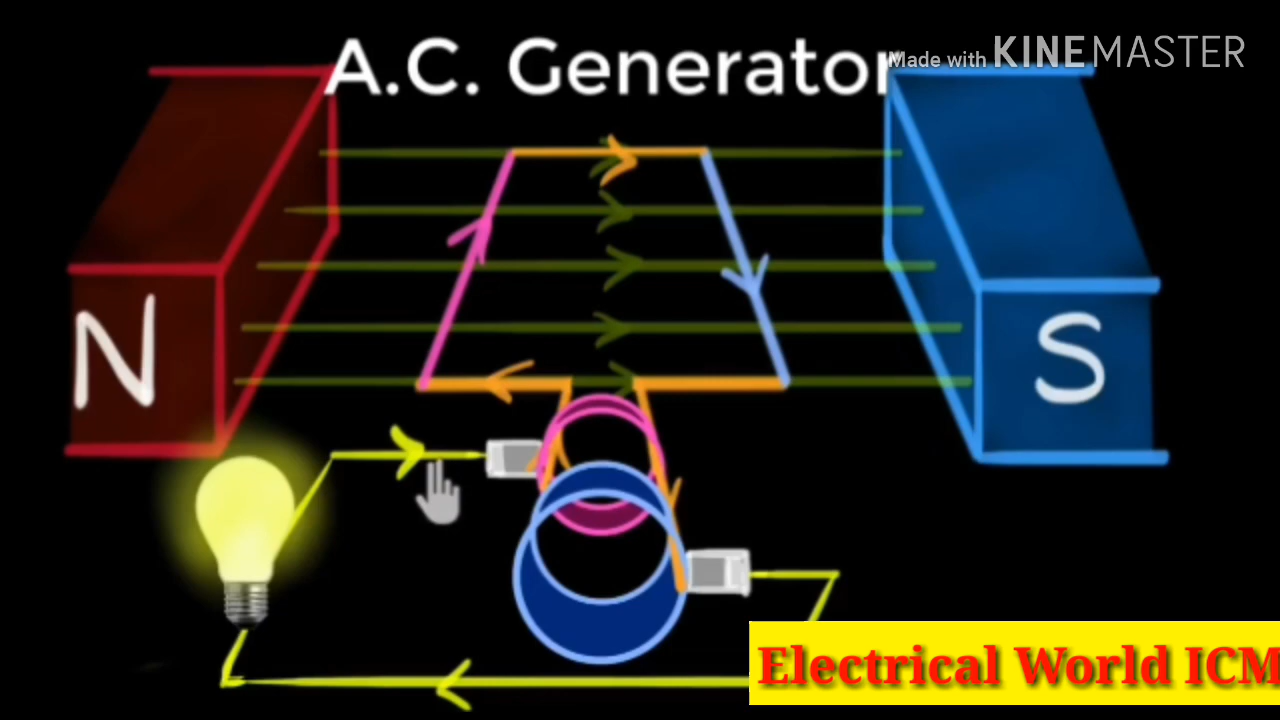 A.C. Generator
Made with KINEMASTER
N
S
Electrical World ICM